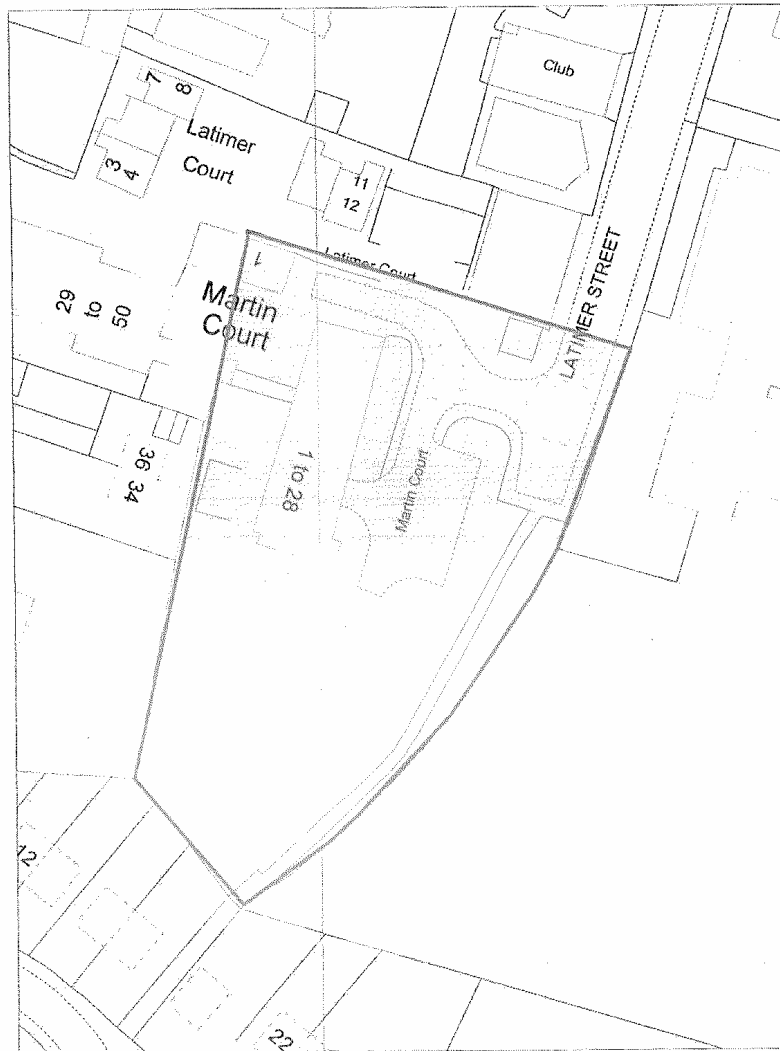 Club
7
8
Latimer
Court
3
4
11
12
Latimer Court
1
Martin
Court
29
to
50
LATIMER STREET
36 34
1 to 28
Martin Court
12
22